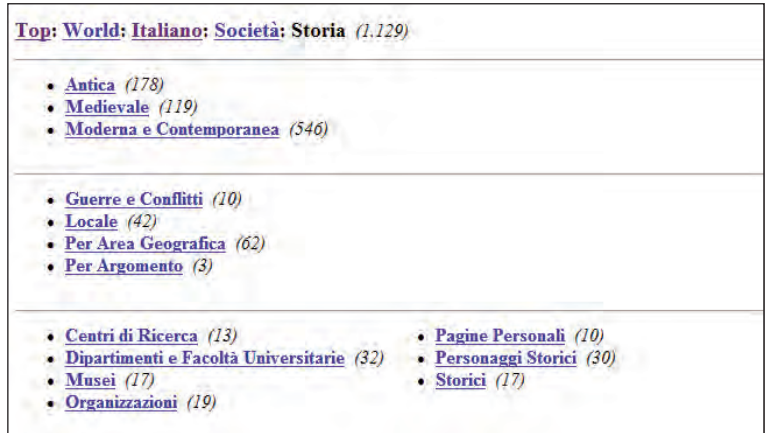 Top: World: Italiano: Società: Storia (1.129)
Antica (178)
Medievale (119)
Moderna e Contemporanea (546)
Guerre e Conflitti (10)
Locale (42)
Per Area Geografica (62)
Per Argomento (3)
Centri di Ricerca (13)
Dipartimenti e Facoltà Universitarie (32)
Musei (17)
Organizzazioni (19)
Pagine Personali (10)
Personaggi Storici (30)
Storici (17)